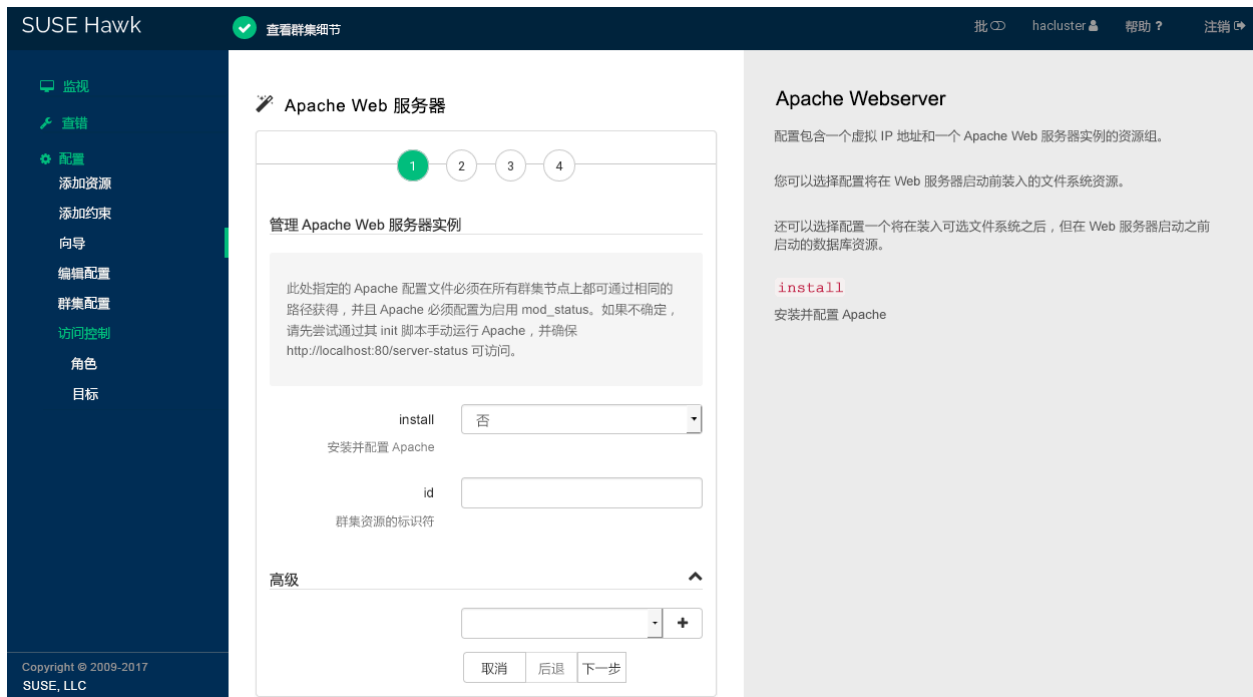 SUSE Hawk
查看群集细节
批
hacluster
帮助 ?
注销
监视
查错
配置
添加资源
添加约束
向导
编辑配置
群集配置
访问控制
角色
目标
Copyright © 2009-2017
SUSE, LLC
Apache Web 服务器
1
2
3
4
管理 Apache Web 服务器实例
此处指定的 Apache 配置文件必须在所有群集节点上都可通过相同的
路径获得，并且 Apache 必须配置为启用 mod_status。如果不确定，
请先尝试通过其 init 脚本手动运行 Apache，并确保
http://localhost:80/server-status 可访问。
install
否
安装并配置 Apache
id
群集资源的标识符
高级
取消
后退
下一步
Apache Webserver
配置包含一个虚拟 IP 地址和一个 Apache Web 服务器实例的资源组。
您可以选择配置将在 Web 服务器启动前装入的文件系统资源。
还可以选择配置一个将在装入可选文件系统之后，但在 Web 服务器启动之前
启动的数据库资源。
install
安装并配置 Apache